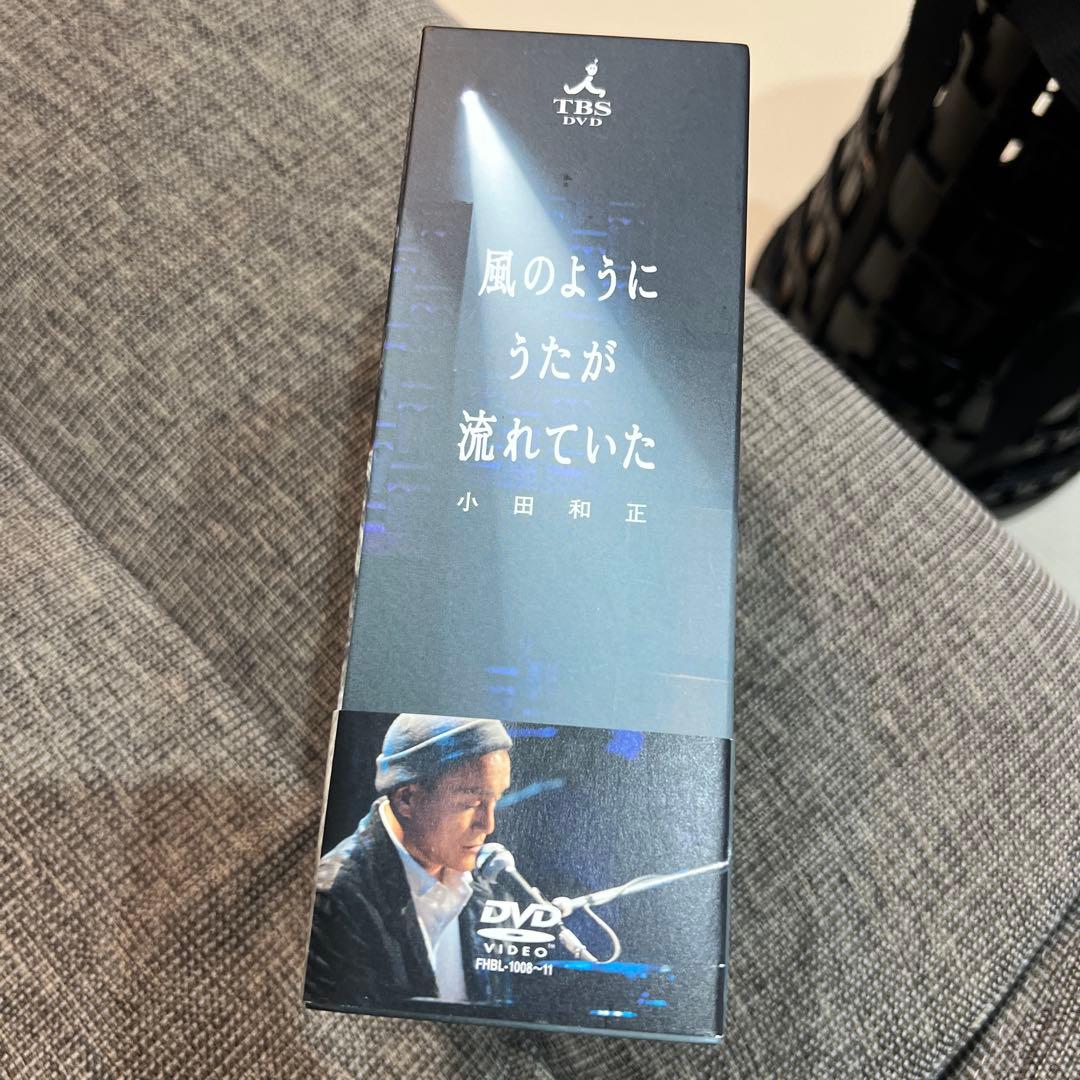 TBS
DVD
風のように
うたが
流れていた
小田和正
DVD
VIDEO™
FHBL-1008〜11